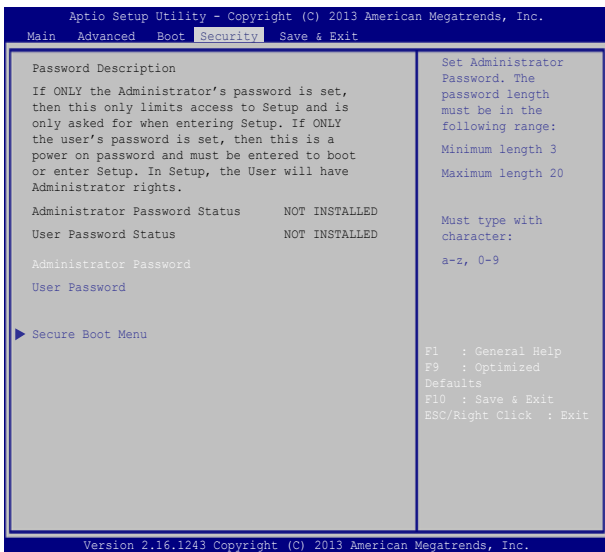 Aptio Setup Utility - Copyright (C) 2013 American Megatrends, Inc.
Main Advanced Boot Security Save & Exit
Password Description
If ONLY the Administrator's password is set,
then this only limits access to Setup and is
only asked for when entering Setup. If ONLY
the user's password is set, then this is a
power on password and must be entered to boot
or enter Setup. In Setup, the User will have
Administrator rights.
Administrator Password Status NOT INSTALLED
User Password Status NOT INSTALLED
Administrator Password
User Password
Secure Boot Menu
Set Administrator
Password. The
password length
must be in the
following range:
Minimum length 3
Maximum length 20
Must type with
character:
a-z, 0-9
F1 : General Help
F9 : Optimized
Defaults
F10 : Save & Exit
ESC/Right Click : Exit
Version 2.16.1243 Copyright (C) 2013 American Megatrends, Inc.